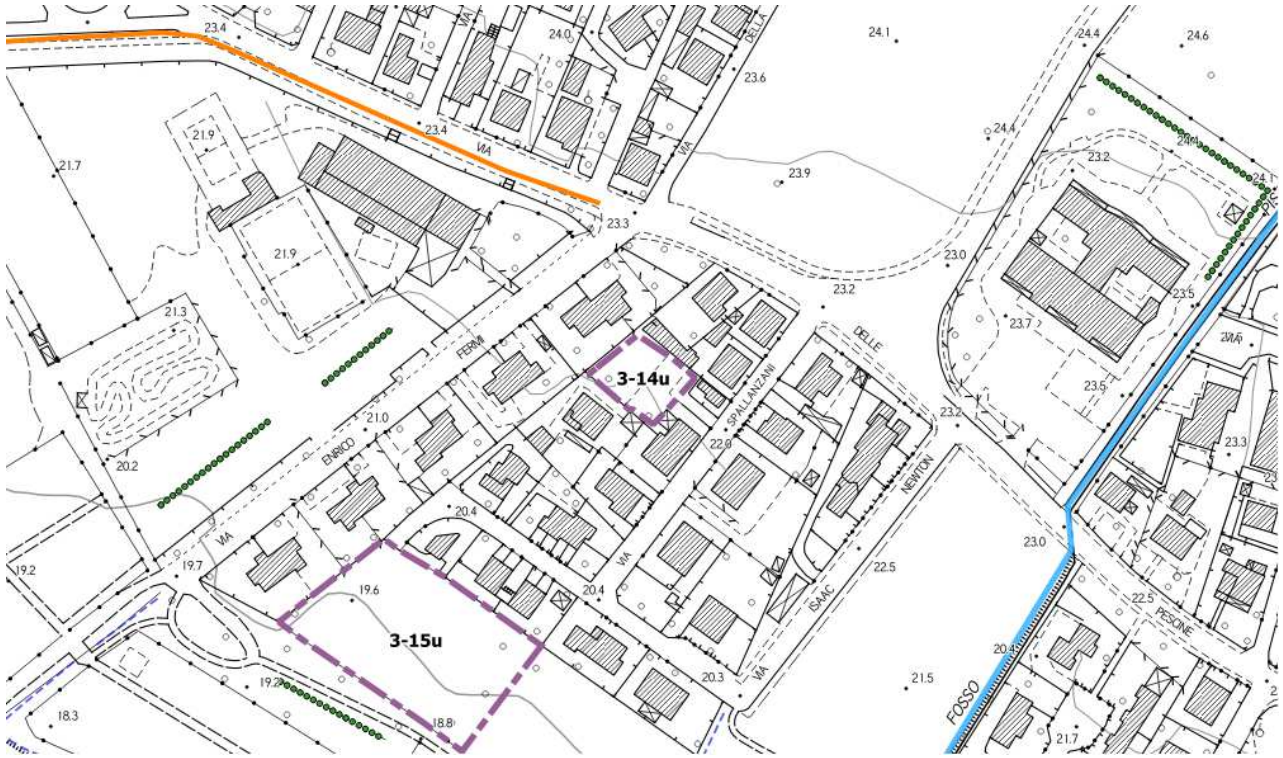 23.4
VIA
24.0
DELLA
24.1
24.4
24.6
23.6
23.4
VIA
21.9
21.7
VIA
24.4
24.4
23.2
24.1
23.9
23.3
21.9
23.0
23.2
23.5
21.3
23.7
DELLE
VIA
FERMI
3-14u
SPALLANZANI
23.5
21.0
ENRICO
23.2
22.0
23.3
20.2
NEWTON
20.4
VIA
23.0
19.7
VIA
22.5
19.2
19.6
20.4
ISAAC
22.5
PESCINE
3-15u
20.4
20.3
VIA
19.2
21.5
18.3
18.8
FOSSO
21.7